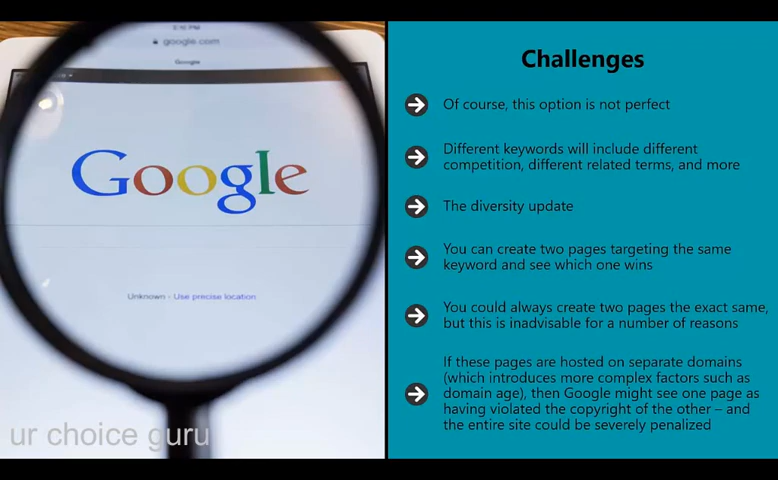 google.com
Google
Google
Unknown - Use precise location
ur choice guru
Challenges
Of course, this option is not perfect
Different keywords will include different
competition, different related terms, and more
The diversity update
You can create two pages targeting the same
keyword and see which one wins
You could always create two pages the exact same,
but this is inadvisable for a number of reasons
If these pages are hosted on separate domains
(which introduces more complex factors such as
domain age), then Google might see one page as
having violated the copyright of the other – and
the entire site could be severely penalized